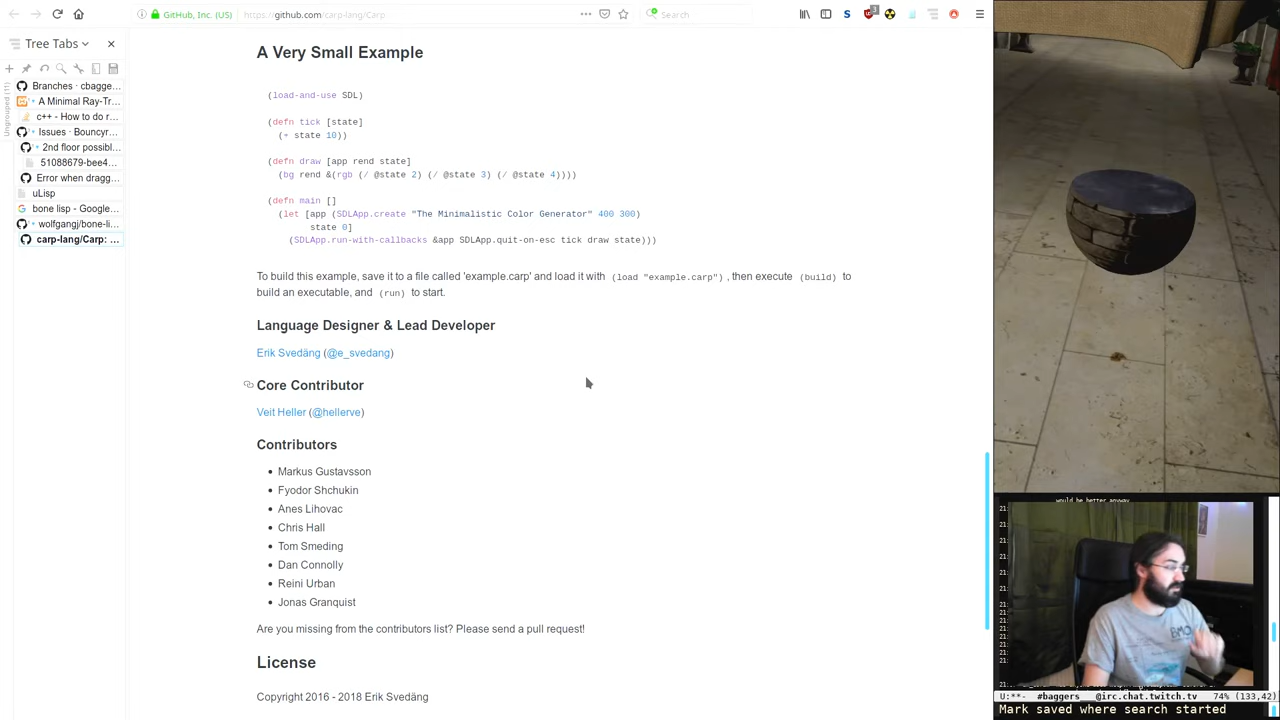 GitHub, Inc. (US)
https://github.com/carp-lang/Carp
Search
3
Tree Tabs
Ungrouped (11)
Branches · cbagge...
A Minimal Ray-Tr...
c++ - How to do r...
Issues · Bouncyr...
2nd floor possibl...
51088679-bee4...
Error when dragg...
uLisp
bone lisp - Google...
wolfgangj/bone-li...
carp-lang/Carp: ...
A Very Small Example
(load-and-use SDL)
(defn tick [state]
(+ state 10))
(defn draw [app rend state]
(bg rend &(rgb (/ @state 2) (/ @state 3) (/ @state 4))))
(defn main []
(let [app (SDLApp.create "The Minimalistic Color Generator" 400 300)
state 0]
(SDLApp.run-with-callbacks &app SDLApp.quit-on-esc tick draw state)))
To build this example, save it to a file called 'example.carp' and load it with (load "example.carp"), then execute (build) to
build an executable, and (run) to start.
Language Designer & Lead Developer
Erik Svedäng (@e_svedang)
Core Contributor
Veit Heller (@hellerve)
Contributors
Markus Gustavsson
Fyodor Shchukin
Anes Lihovac
Chris Hall
Tom Smeding
Dan Connolly
Reini Urban
Jonas Granquist
Are you missing from the contributors list? Please send a pull request!
License
Copyright 2016 - 2018 Erik Svedäng
would be better anyway
U:**- #baggers @irc.chat.twitch.tv 74% (133,42)
Mark saved where search started